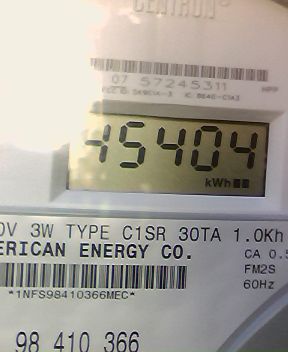 CENTRON®
07 57245311
45404
kWh
0V 3W TYPE C1SR 30TA 1.0Kh
ERICAN ENERGY CO.
CA 0.5
FM2S
60Hz
*1NFS98410366MEC*
98 410 366